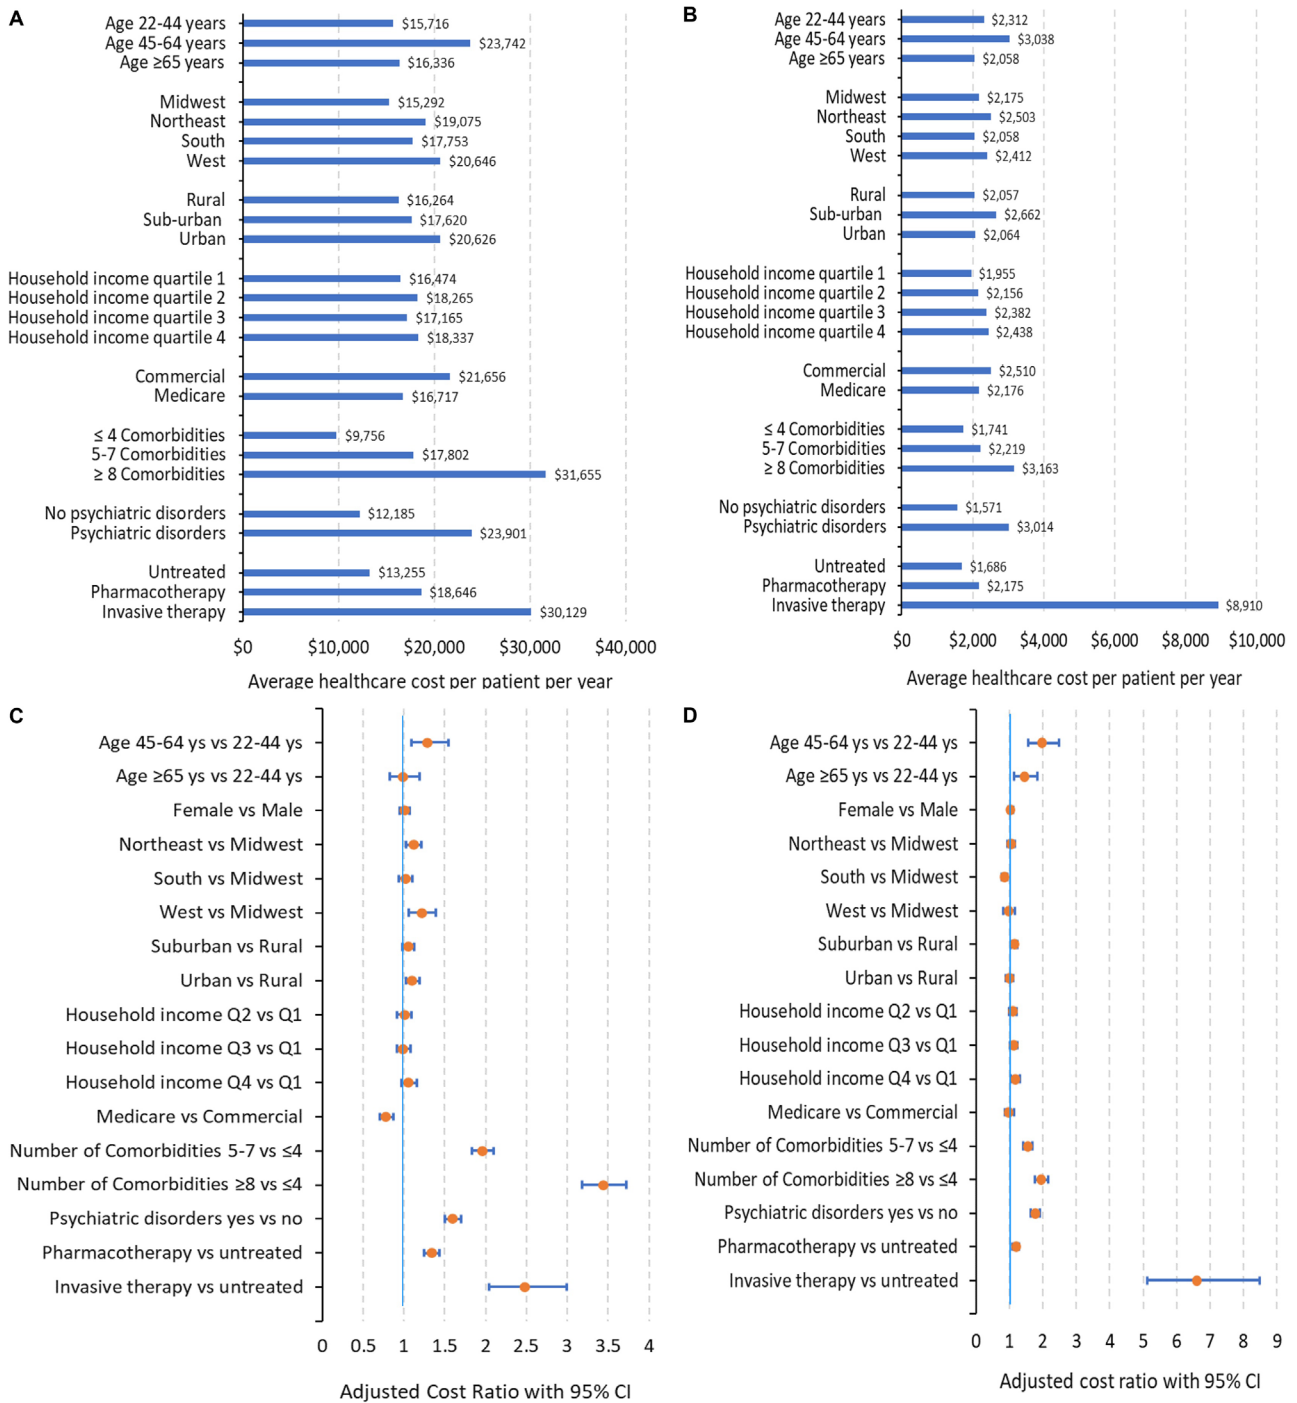 A
Age 22-44 years $15,716
Age 45-64 years $23,742
Age ≥65 years $16,336
Midwest $15,292
Northeast $19,075
South $17,753
West $20,646
Rural $16,264
Sub-urban $17,620
Urban $20,626
Household income quartile 1 $16,474
Household income quartile 2 $18,265
Household income quartile 3 $17,165
Household income quartile 4 $18,337
Commercial $21,656
Medicare $16,717
≤ 4 Comorbidities $9,756
5-7 Comorbidities $17,802
≥ 8 Comorbidities $31,655
No psychiatric disorders $12,185
Psychiatric disorders $23,901
Untreated $13,255
Pharmacotherapy $18,646
Invasive therapy $30,129
$0 $10,000 $20,000 $30,000 $40,000
Average healthcare cost per patient per year
B
Age 22-44 years $2,312
Age 45-64 years $3,038
Age ≥65 years $2,058
Midwest $2,175
Northeast $2,503
South $2,058
West $2,412
Rural $2,057
Sub-urban $2,662
Urban $2,064
Household income quartile 1 $1,955
Household income quartile 2 $2,156
Household income quartile 3 $2,382
Household income quartile 4 $2,438
Commercial $2,510
Medicare $2,176
≤ 4 Comorbidities $1,741
5-7 Comorbidities $2,219
≥ 8 Comorbidities $3,163
No psychiatric disorders $1,571
Psychiatric disorders $3,014
Untreated $1,686
Pharmacotherapy $2,175
Invasive therapy $8,910
$0 $2,000 $4,000 $6,000 $8,000 $10,000
Average healthcare cost per patient per year
C
Age 45-64 ys vs 22-44 ys
Age ≥65 ys vs 22-44 ys
Female vs Male
Northeast vs Midwest
South vs Midwest
West vs Midwest
Suburban vs Rural
Urban vs Rural
Household income Q2 vs Q1
Household income Q3 vs Q1
Household income Q4 vs Q1
Medicare vs Commercial
Number of Comorbidities 5-7 vs ≤4
Number of Comorbidities ≥8 vs ≤4
Psychiatric disorders yes vs no
Pharmacotherapy vs untreated
Invasive therapy vs untreated
0 0.5 1 1.5 2 2.5 3 3.5 4
Adjusted Cost Ratio with 95% CI
D
Age 45-64 ys vs 22-44 ys
Age ≥65 ys vs 22-44 ys
Female vs Male
Northeast vs Midwest
South vs Midwest
West vs Midwest
Suburban vs Rural
Urban vs Rural
Household income Q2 vs Q1
Household income Q3 vs Q1
Household income Q4 vs Q1
Medicare vs Commercial
Number of Comorbidities 5-7 vs ≤4
Number of Comorbidities ≥8 vs ≤4
Psychiatric disorders yes vs no
Pharmacotherapy vs untreated
Invasive therapy vs untreated
0 1 2 3 4 5 6 7 8 9
Adjusted cost ratio with 95% CI